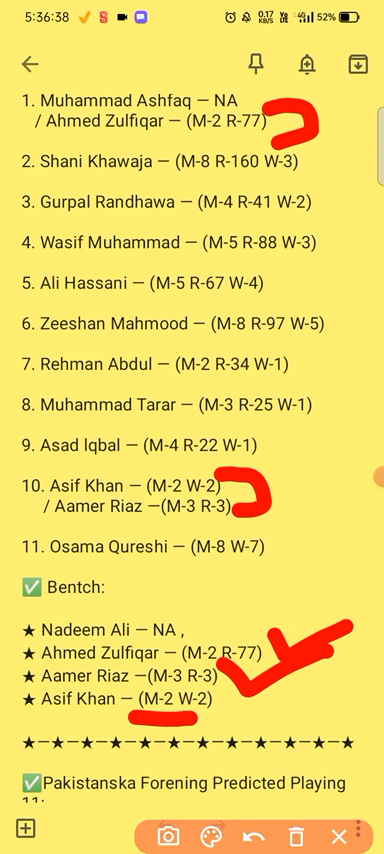 5:36:38
0.17 KB/S
Vo LTE
4G
52%
1. Muhammad Ashfaq — NA
/ Ahmed Zulfiqar — (M-2 R-77)
2. Shani Khawaja — (M-8 R-160 W-3)
3. Gurpal Randhawa — (M-4 R-41 W-2)
4. Wasif Muhammad — (M-5 R-88 W-3)
5. Ali Hassani — (M-5 R-67 W-4)
6. Zeeshan Mahmood — (M-8 R-97 W-5)
7. Rehman Abdul — (M-2 R-34 W-1)
8. Muhammad Tarar — (M-3 R-25 W-1)
9. Asad Iqbal — (M-4 R-22 W-1)
10. Asif Khan — (M-2 W-2)
/ Aamer Riaz —(M-3 R-3)
11. Osama Qureshi — (M-8 W-7)
✅ Bentch:
★ Nadeem Ali — NA ,
★ Ahmed Zulfiqar — (M-2 R-77)
★ Aamer Riaz —(M-3 R-3)
★ Asif Khan — (M-2 W-2)
★—★—★—★—★—★—★—★—★—★—★—★
✅Pakistanska Forening Predicted Playing
11: